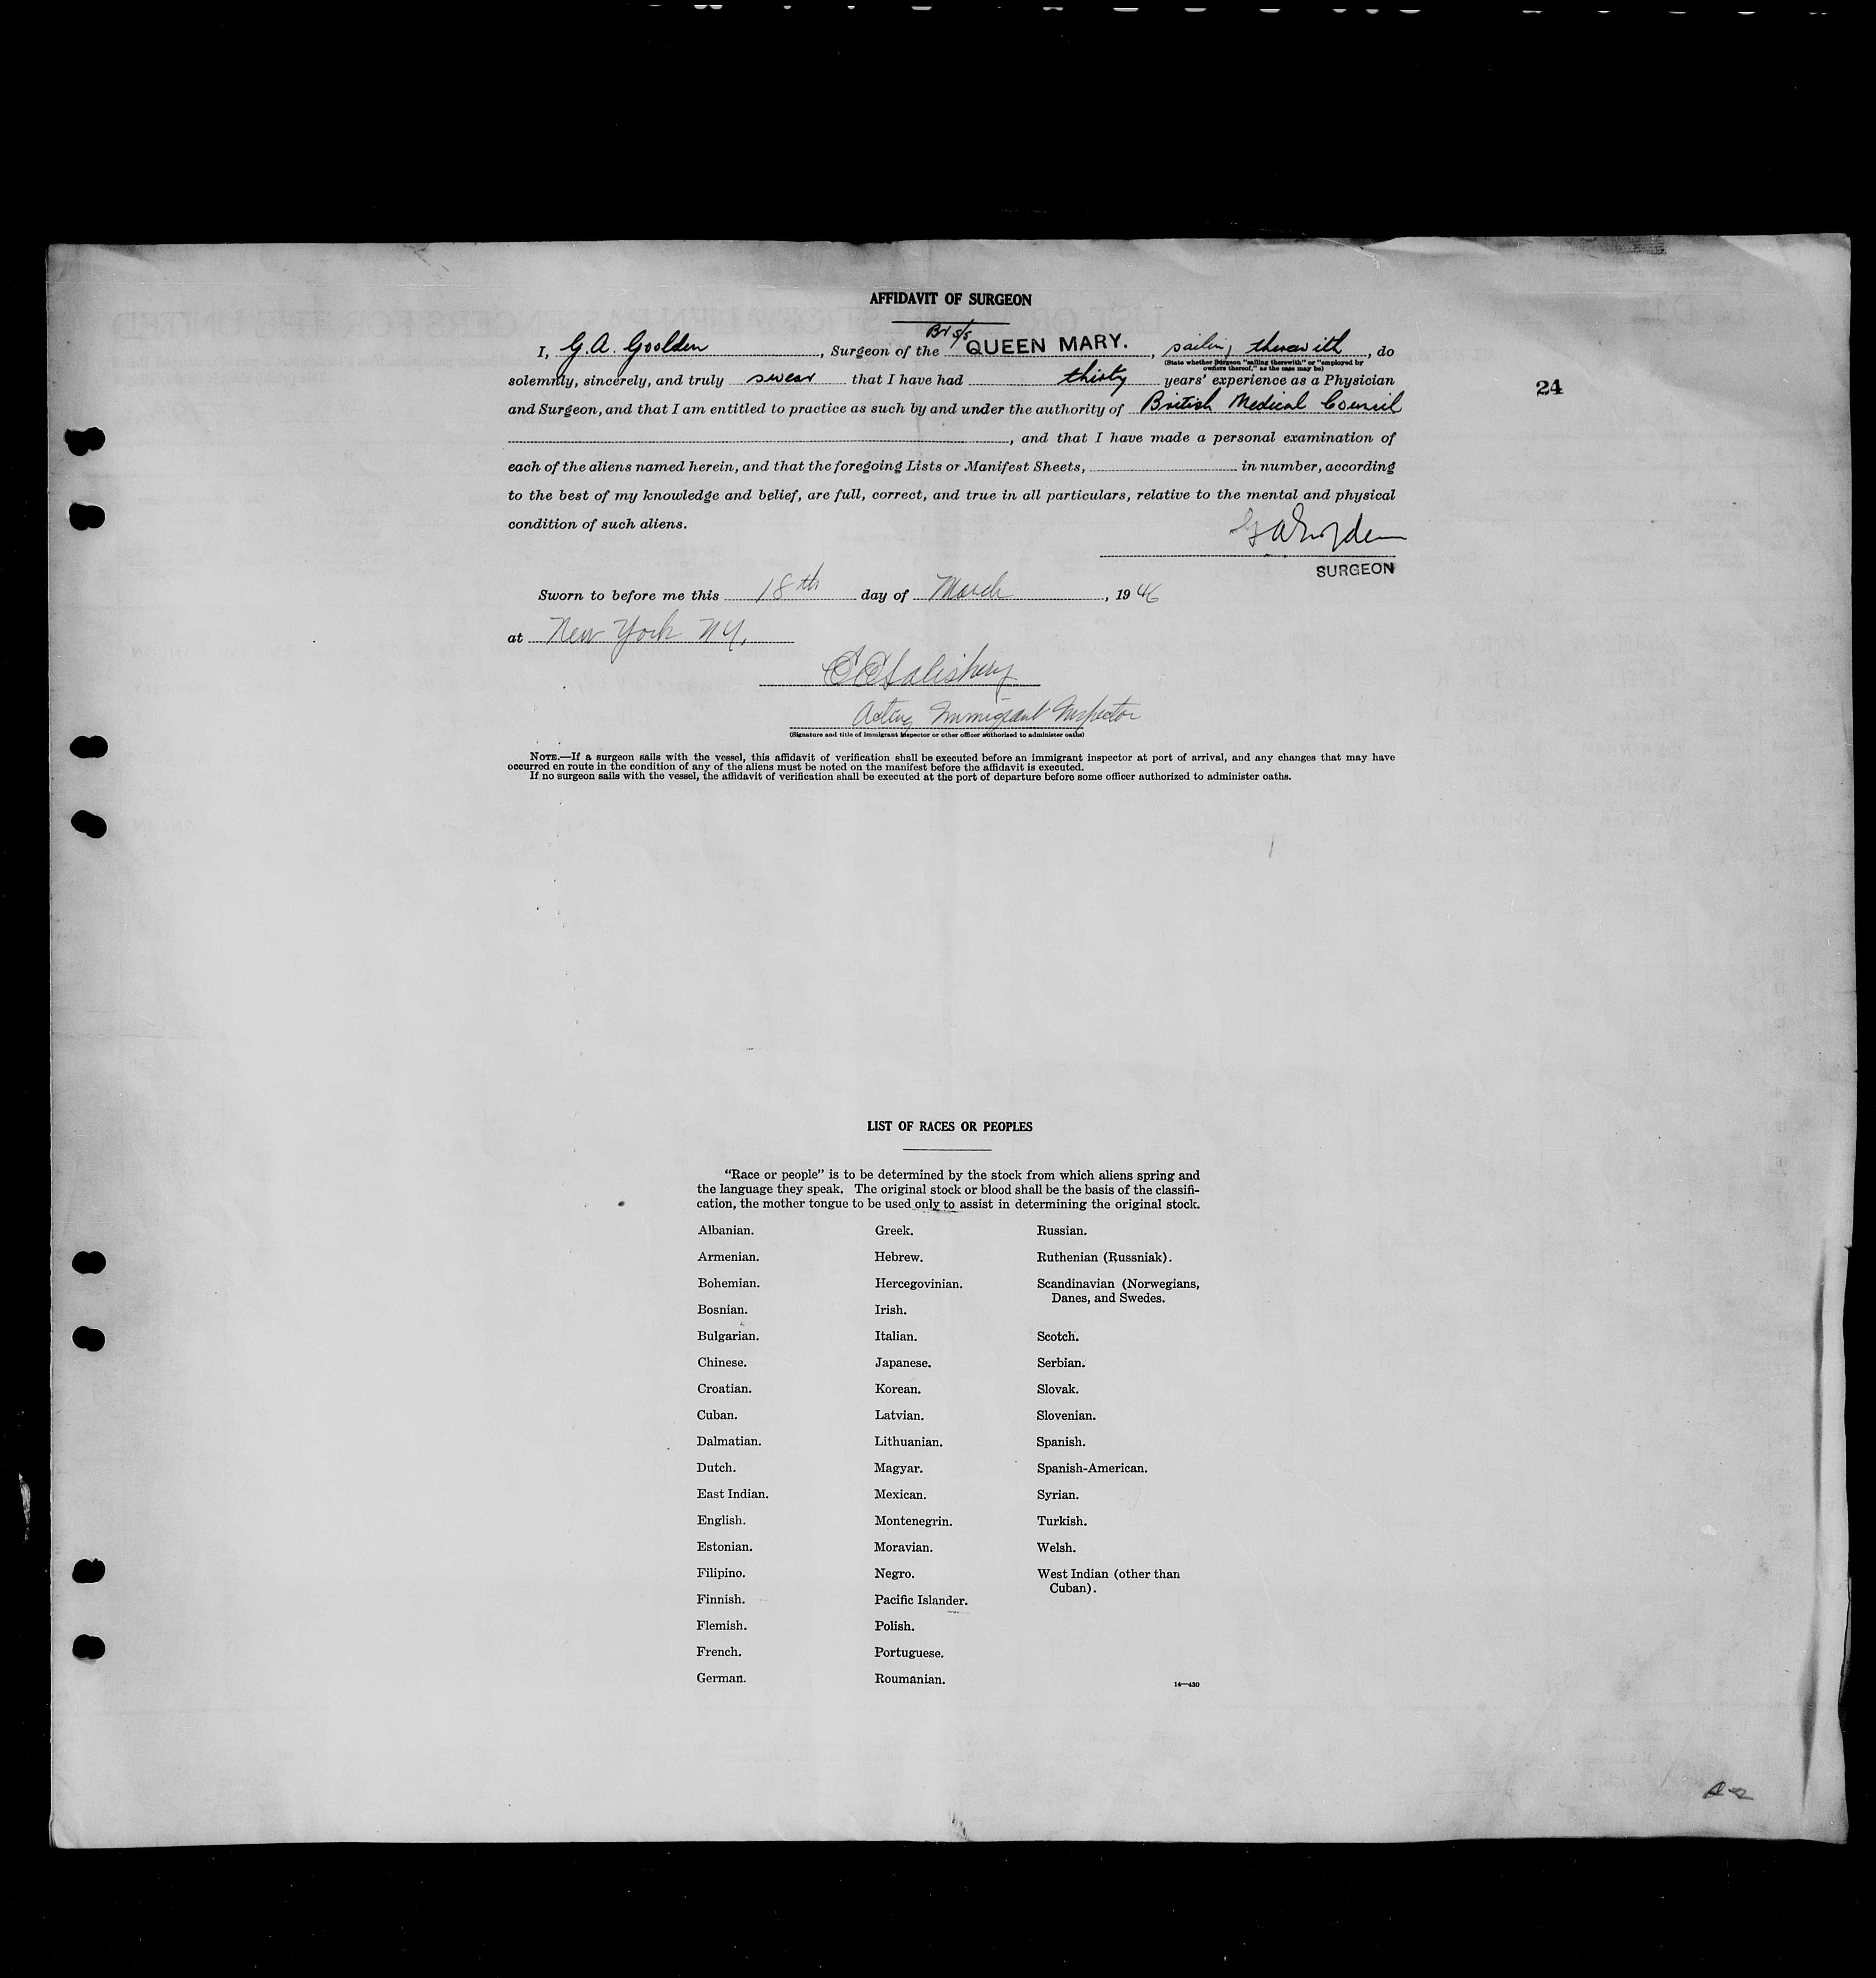 AFFIDAVIT OF SURGEON
I, G.A. Goolden, Surgeon of the Br s/s QUEEN MARY., sailing therewith, do
(State whether Surgeon "sailing therewith" or "employed by
owners thereof," as the case may be)
solemnly, sincerely, and truly swear that I have had thirty years' experience as a Physician
24
and Surgeon, and that I am entitled to practice as such by and under the authority of British Medical Council
, and that I have made a personal examination of
each of the aliens named herein, and that the foregoing Lists or Manifest Sheets, in number, according
to the best of my knowledge and belief, are full, correct, and true in all particulars, relative to the mental and physical
condition of such aliens.
SURGEON
Sworn to before me this 18th day of March, 1946
at New York NY.
Salisbury
Acting Immigrant Inspector
(Signature and title of immigrant inspector or other officer authorized to administer oaths)
NOTE.—If a surgeon sails with the vessel, this affidavit of verification shall be executed before an immigrant inspector at port of arrival, and any changes that may have
occurred en route in the condition of any of the aliens must be noted on the manifest before the affidavit is executed.
If no surgeon sails with the vessel, the affidavit of verification shall be executed at the port of departure before some officer authorized to administer oaths.
LIST OF RACES OR PEOPLES
"Race or people" is to be determined by the stock from which aliens spring and
the language they speak. The original stock or blood shall be the basis of the classifi-
cation, the mother tongue to be used only to assist in determining the original stock.
Albanian.
Armenian.
Bohemian.
Bosnian.
Bulgarian.
Chinese.
Croatian.
Cuban.
Dalmatian.
Dutch.
East Indian.
English.
Estonian.
Filipino.
Finnish.
Flemish.
French.
German.
Greek.
Hebrew.
Hercegovinian.
Irish.
Italian.
Japanese.
Korean.
Latvian.
Lithuanian.
Magyar.
Mexican.
Montenegrin.
Moravian.
Negro.
Pacific Islander.
Polish.
Portuguese.
Roumanian.
Russian.
Ruthenian (Russniak).
Scandinavian (Norwegians,
Danes, and Swedes.
Scotch.
Serbian.
Slovak.
Slovenian.
Spanish.
Spanish-American.
Syrian.
Turkish.
Welsh.
West Indian (other than
Cuban).
14—430